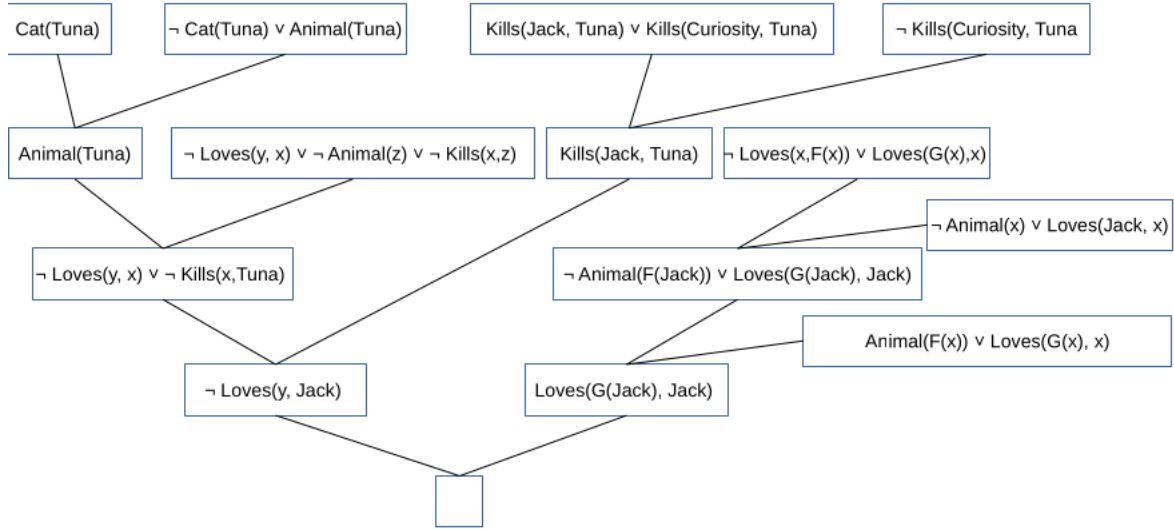 Cat(Tuna)
¬ Cat(Tuna) ˅ Animal(Tuna)
Kills(Jack, Tuna) ˅ Kills(Curiosity, Tuna)
¬ Kills(Curiosity, Tuna
Animal(Tuna)
¬ Loves(y, x) ˅ ¬ Animal(z) ˅ ¬ Kills(x,z)
Kills(Jack, Tuna)
¬ Loves(x,F(x)) ˅ Loves(G(x),x)
¬ Animal(x) ˅ Loves(Jack, x)
¬ Loves(y, x) ˅ ¬ Kills(x,Tuna)
¬ Animal(F(Jack)) ˅ Loves(G(Jack), Jack)
Animal(F(x)) ˅ Loves(G(x), x)
¬ Loves(y, Jack)
Loves(G(Jack), Jack)